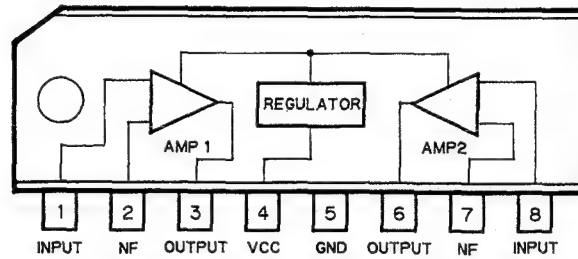 REGULATOR
AMP 1
AMP2
1 2 3 4 5 6 7 8
INPUT NF OUTPUT VCC GND OUTPUT NF INPUT